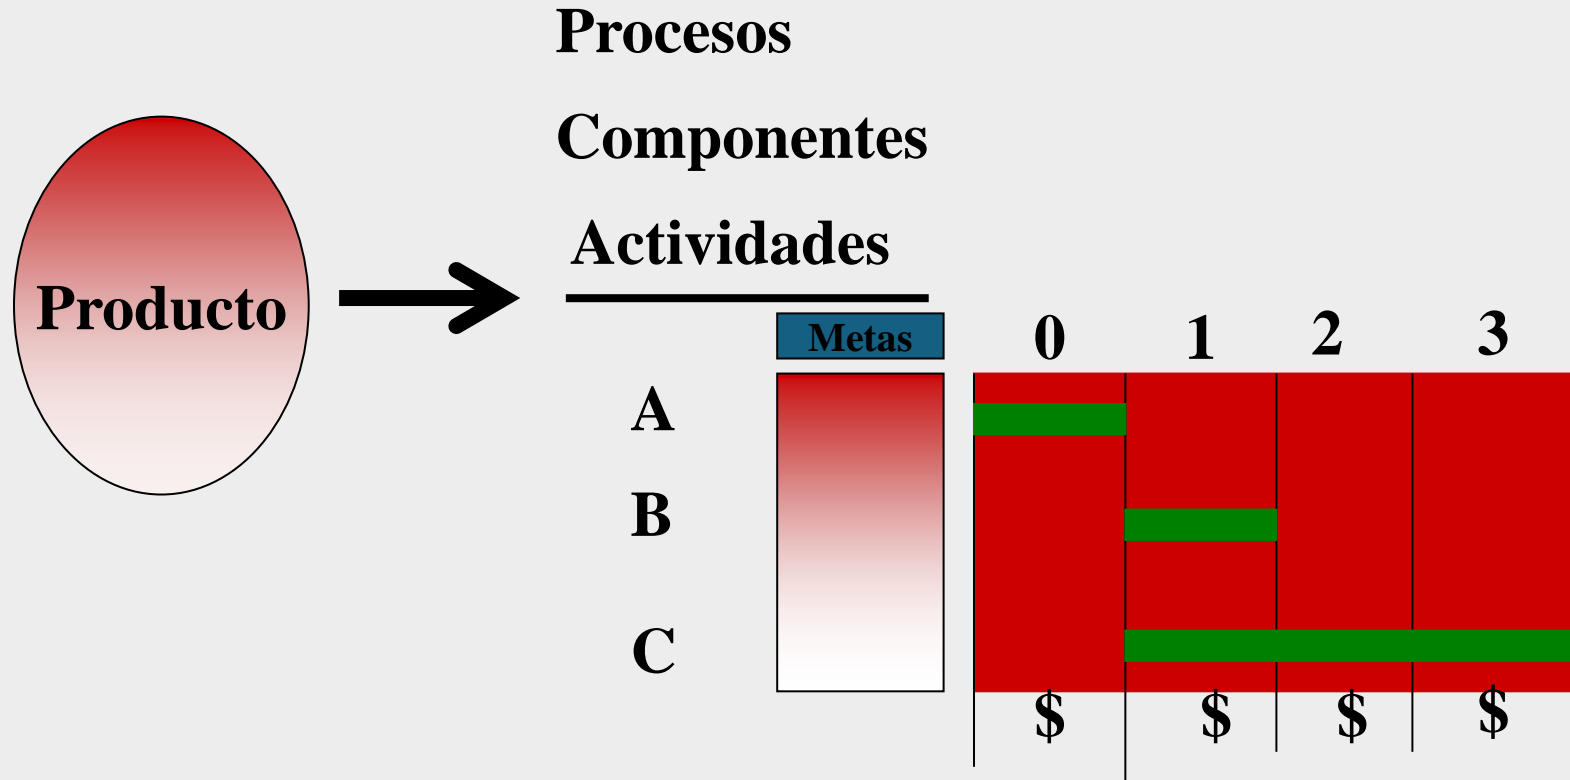 Procesos
Componentes
Actividades
Producto
Metas
0 1 2 3
A
B
C
$ $ $ $